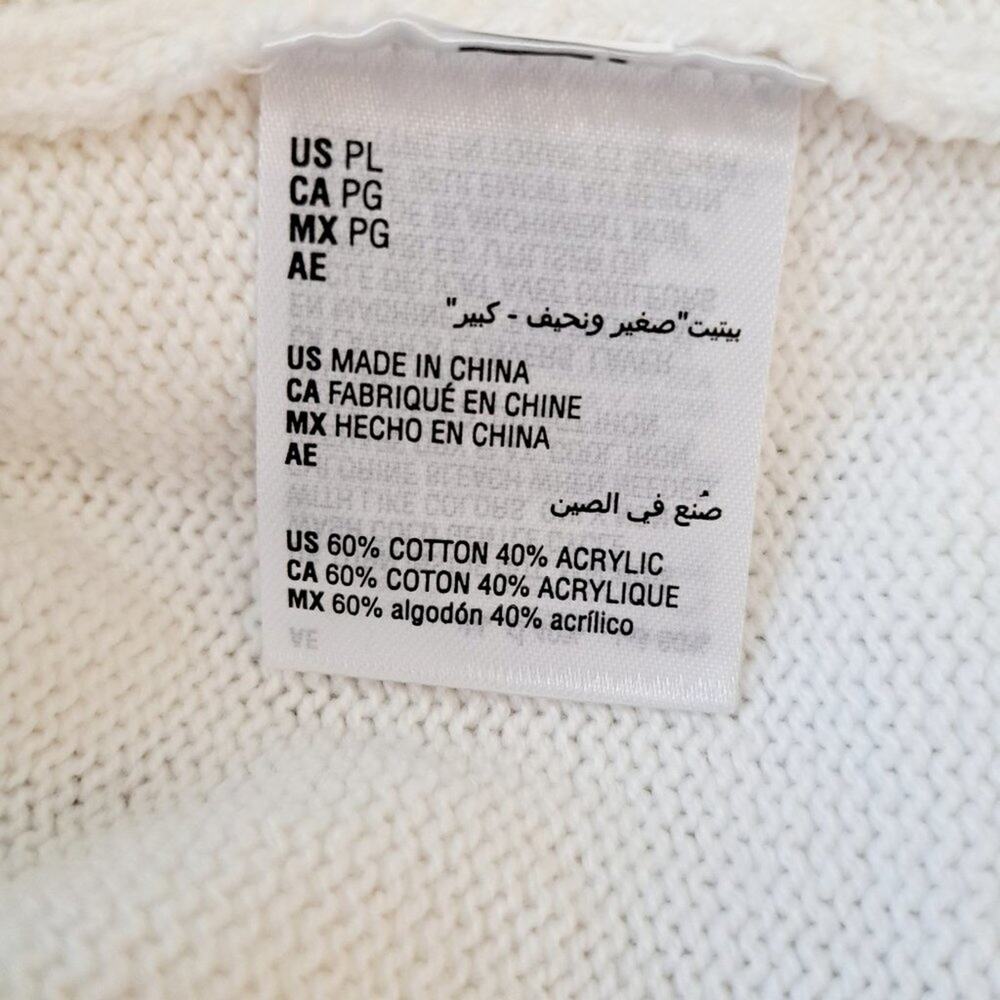 US PL
CA PG
MX PG
AE
بيتيت"صغير ونحيف - كبير"
US MADE IN CHINA
CA FABRIQUÉ EN CHINE
MX HECHO EN CHINA
AE
صُنع في الصين
US 60% COTTON 40% ACRYLIC
CA 60% COTON 40% ACRYLIQUE
MX 60% algodón 40% acrílico